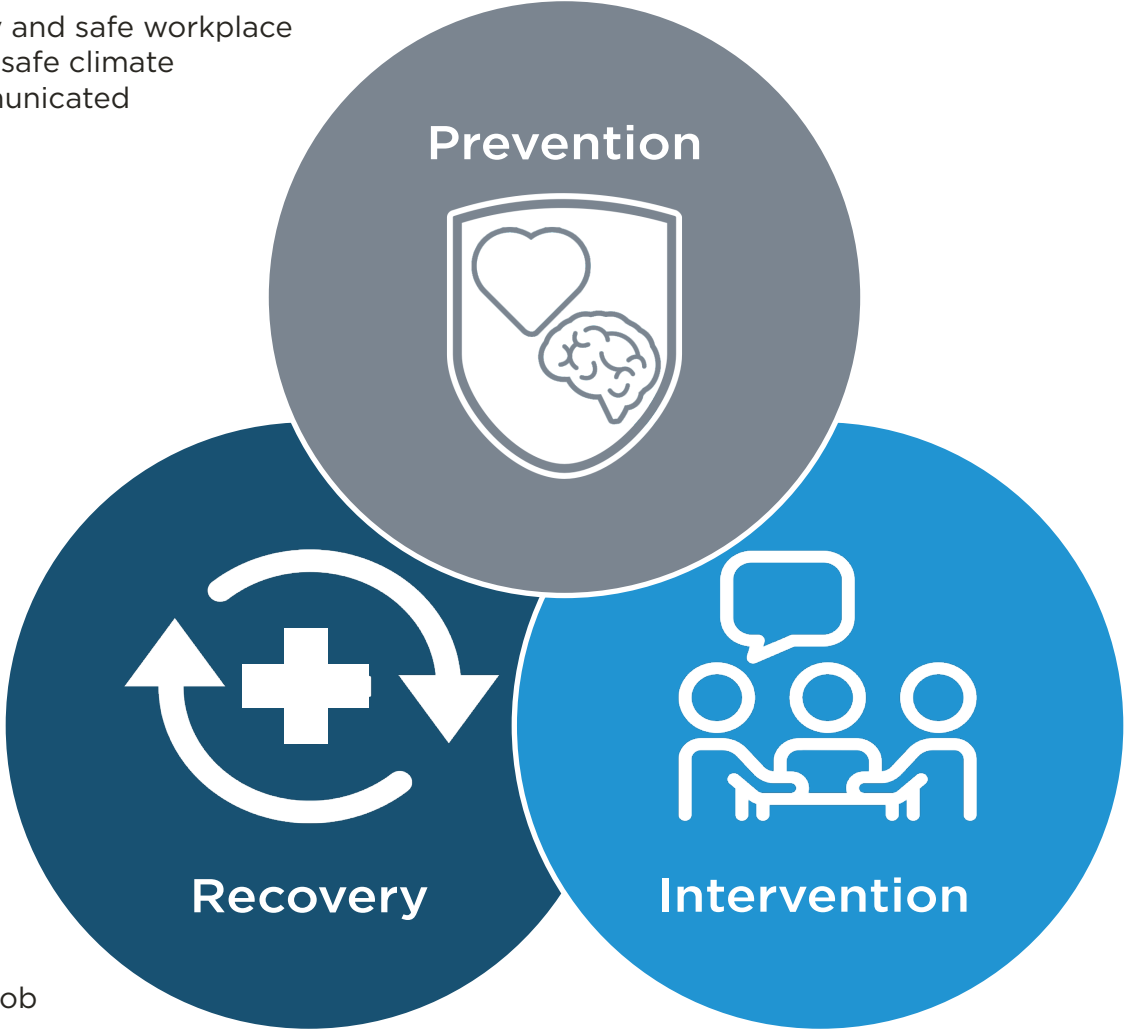 and safe workplace
safe climate
Prevention
Recovery
Intervention